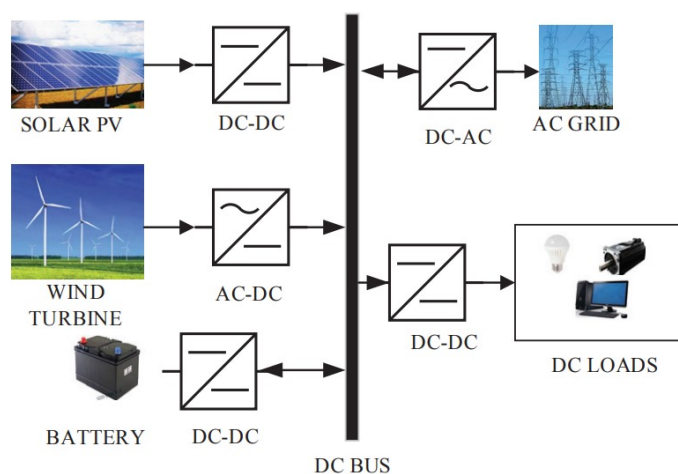 SOLAR PV
DC-DC
DC-AC
AC GRID
WIND
TURBINE
AC-DC
DC-DC
DC LOADS
BATTERY
DC-DC
DC BUS